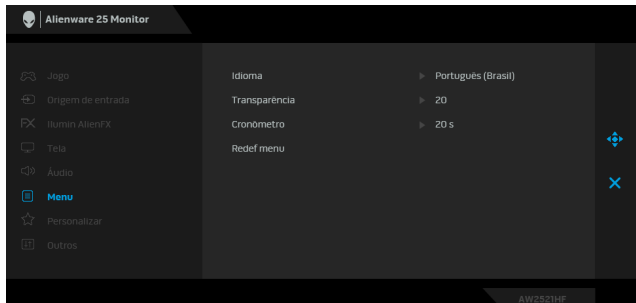 Alienware 25 Monitor
Jogo
Origem de entrada
Ilumin AlienFX
Tela
Áudio
Menu
Personalizar
Outros
Idioma Português (Brasil)
Transparência 20
Cronômetro 20 s
Redef menu
AW2521HF